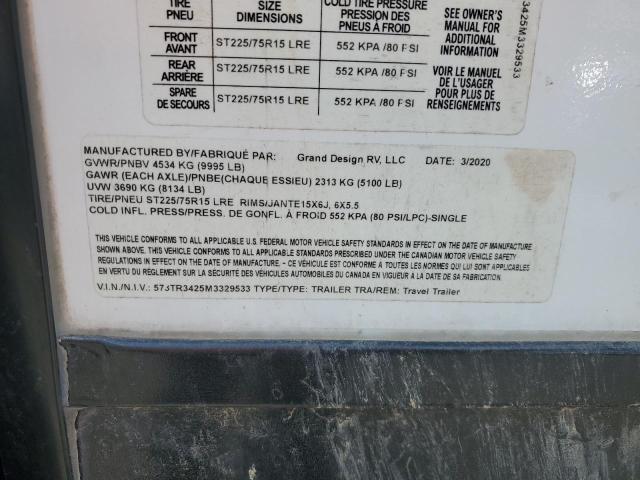 TIRE
PNEU
SIZE
DIMENSIONS
COLD TIRE PRESSURE
PRESSION DES
PNEUS À FROID
SEE OWNER'S
MANUAL FOR
ADDITIONAL
INFORMATION
FRONT
AVANT
ST225/75R15 LRE
552 KPA /80 PSI
REAR
ARRIÈRE
ST225/75R15 LRE
552 KPA /80 PSI
VOIR LE MANUEL
DE L'USAGER
POUR PLUS DE
RENSEIGNEMENTS
SPARE
DE SECOURS
ST225/75R15 LRE
552 KPA /80 PSI
3425M3329533
MANUFACTURED BY/FABRIQUÉ PAR: Grand Design RV, LLC DATE: 3/2020
GVWR/PNBV 4534 KG (9995 LB)
GAWR (EACH AXLE)/PNBE(CHAQUE ESSIEU) 2313 KG (5100 LB)
UVW 3690 KG (8134 LB)
TIRE/PNEU ST225/75R15 LRE RIMS/JANTE15X6J, 6X5.5
COLD INFL. PRESS/PRESS. DE GONFL. À FROID 552 KPA (80 PSI/LPC)-SINGLE
THIS VEHICLE CONFORMS TO ALL APPLICABLE U.S. FEDERAL MOTOR VEHICLE SAFETY STANDARDS IN EFFECT ON THE DATE OF MANUFACTURE
SHOWN ABOVE. THIS VEHICLE CONFORMS TO ALL APPLICABLE STANDARDS PRESCRIBED UNDER THE CANADIAN MOTOR VEHICLE SAFETY
REGULATIONS IN EFFECT ON THE DATE OF MANUFACTURE. - CE VÉHICULE EST CONFORME À TOUTES LES NORMES QUI LUI SONT APPLICABLES
EN VERTU DU RÈGLEMENT SUR LA SÉCURITÉ DES VÉHICULES AUTOMOBILES DU CANADA EN VIGUEUR À LA DATE DE SA FABRICATION.
V.I.N./N.I.V.: 573TR3425M3329533 TYPE/TYPE: TRAILER TRA/REM: Travel Trailer